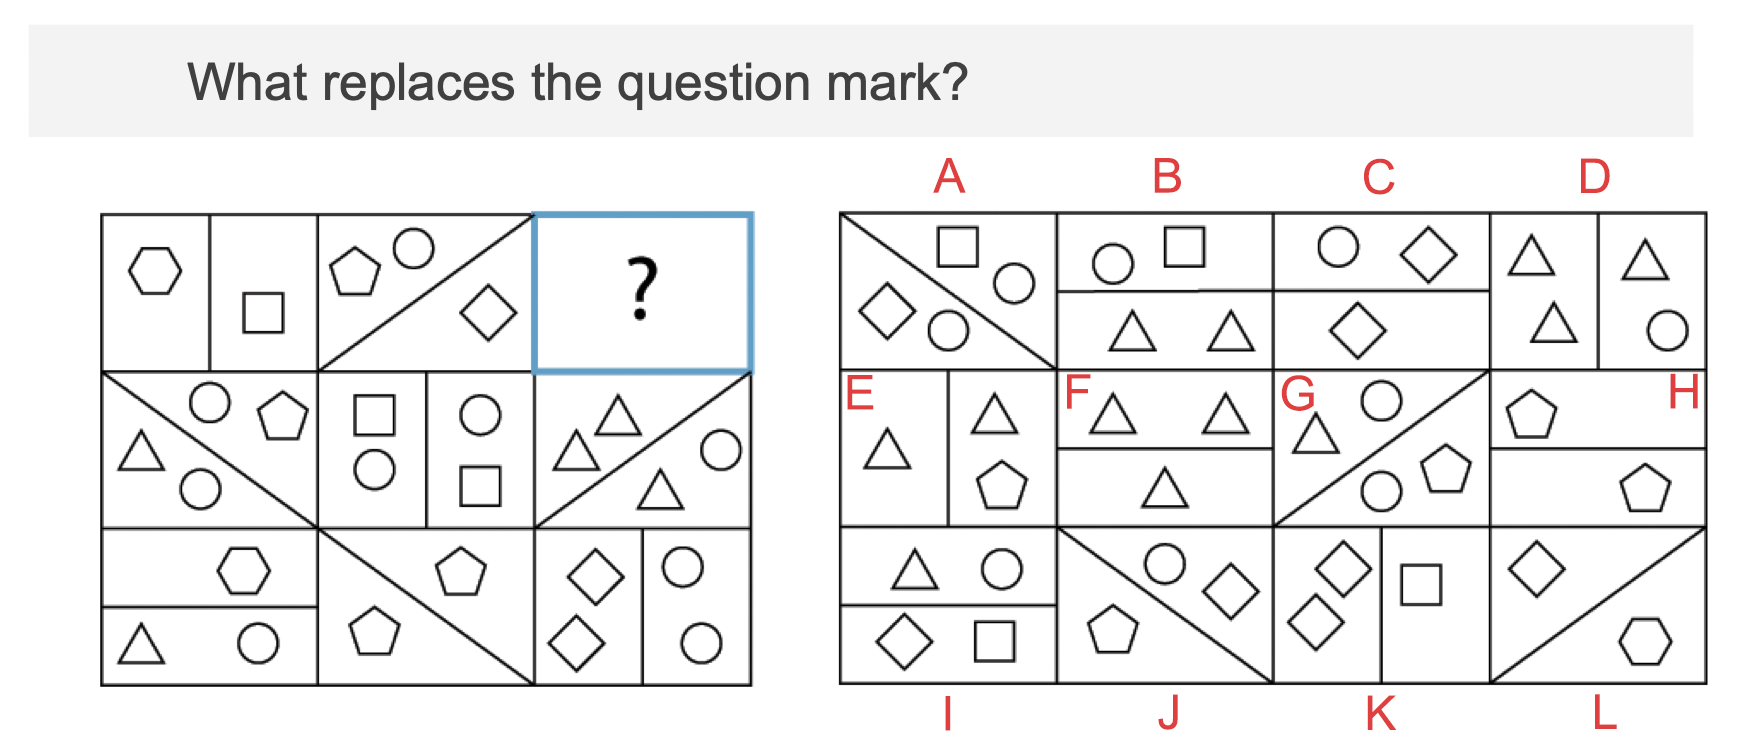 What replaces the question mark?
A B C D
?
E F G H
I J K L